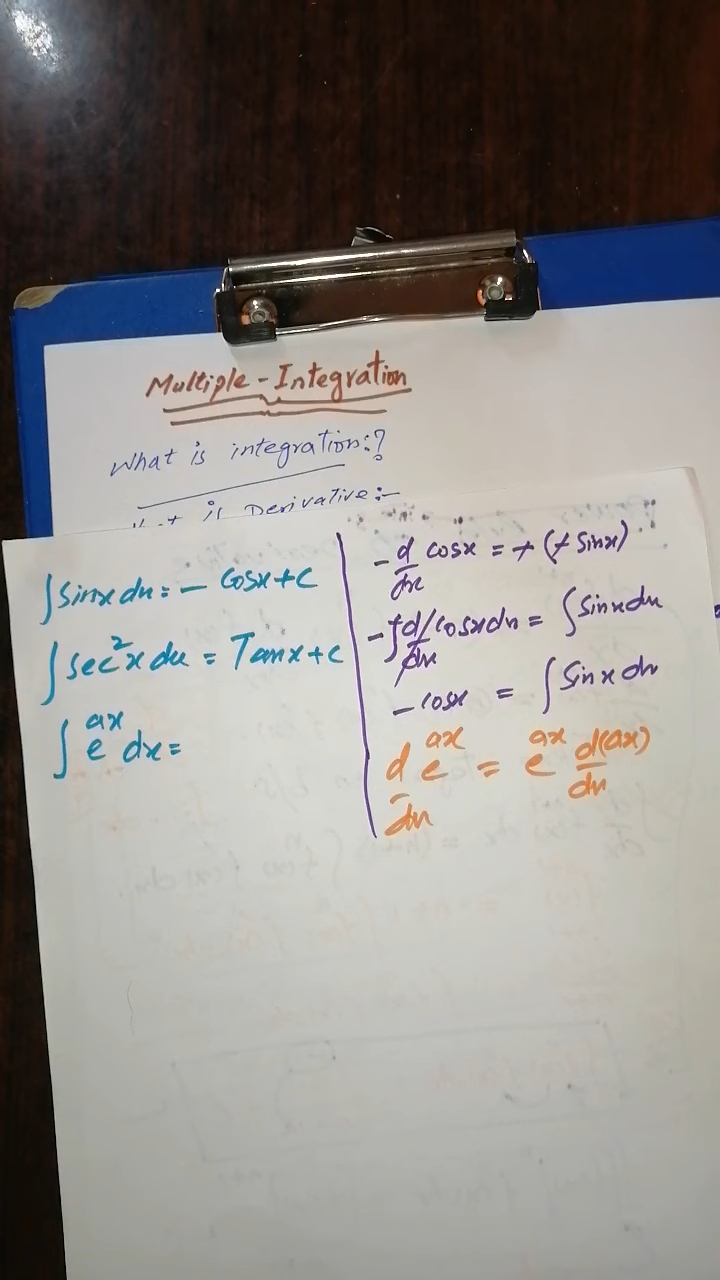 Multiple-Integration
What is integration:?
What is Derivative:-
∫Sinx dx = - Cosx+c
∫sec²x dx = Tanx+c
∫e^ax dx =
-d/dx cosx = + (+ Sinx)
-∫d/dx cosx dx = ∫Sinx dx
-cosx = ∫Sinx dx
d/dx e^ax = e^ax d(ax)/dx